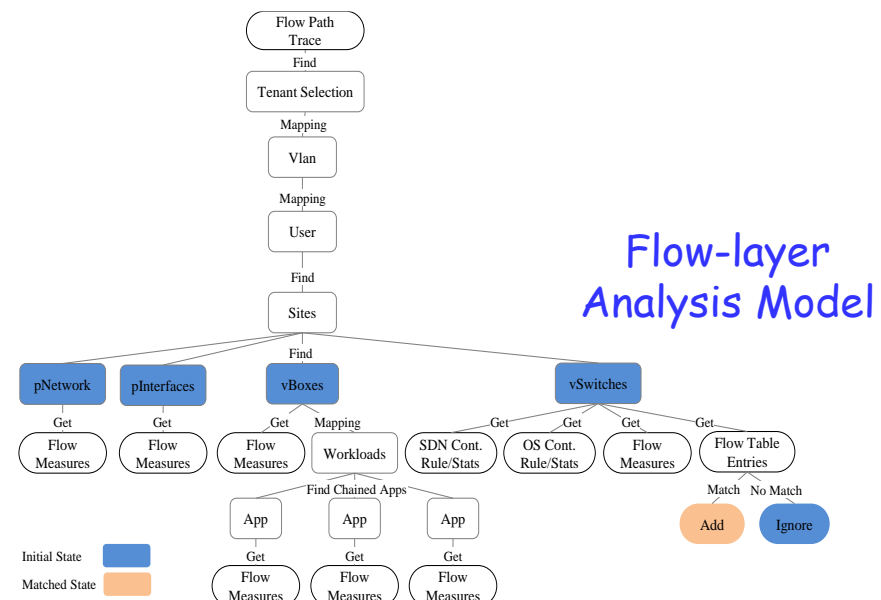 Flow Path
Trace
Find
Tenant Selection
Mapping
Vlan
Mapping
User
Flow-layer
Analysis Model
Find
Sites
Find
pNetwork
pInterfaces
vBoxes
vSwitches
Get
Get
Get
Mapping
Get
Get
Get
Get
Flow
Measures
Flow
Measures
Flow
Measures
Workloads
SDN Cont.
Rule/Stats
OS Cont.
Rule/Stats
Flow
Measures
Flow Table
Entries
Find Chained Apps
Match
No Match
App
App
App
Add
Ignore
Get
Get
Get
Flow
Measures
Flow
Measures
Flow
Measures
Initial State
Matched State